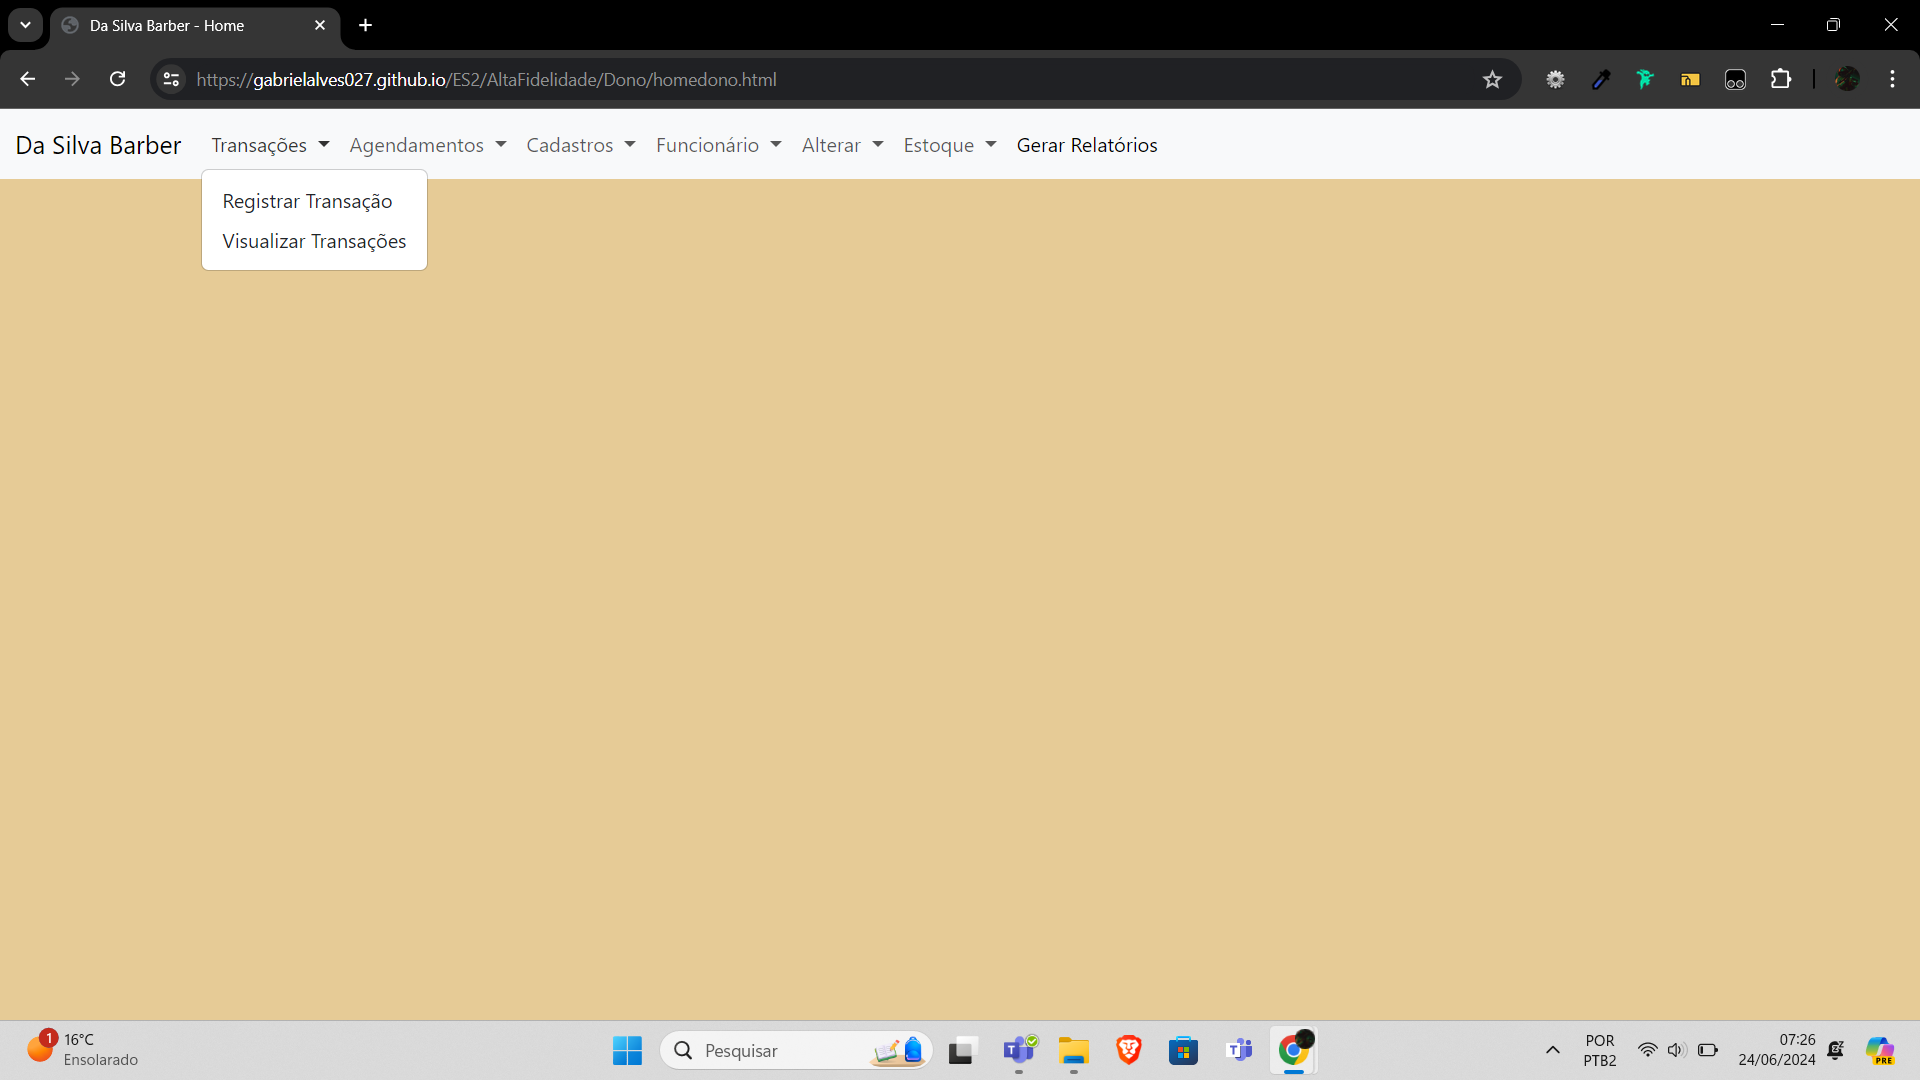 Da Silva Barber - Home
https://gabrielalves027.github.io/ES2/AltaFidelidade/Dono/homedono.html
Da Silva Barber Transações Agendamentos Cadastros Funcionário Alterar Estoque Gerar Relatórios
Registrar Transação
Visualizar Transações
1
16°C
Ensolarado
Pesquisar
POR
PTB2
07:26
24/06/2024
PRE